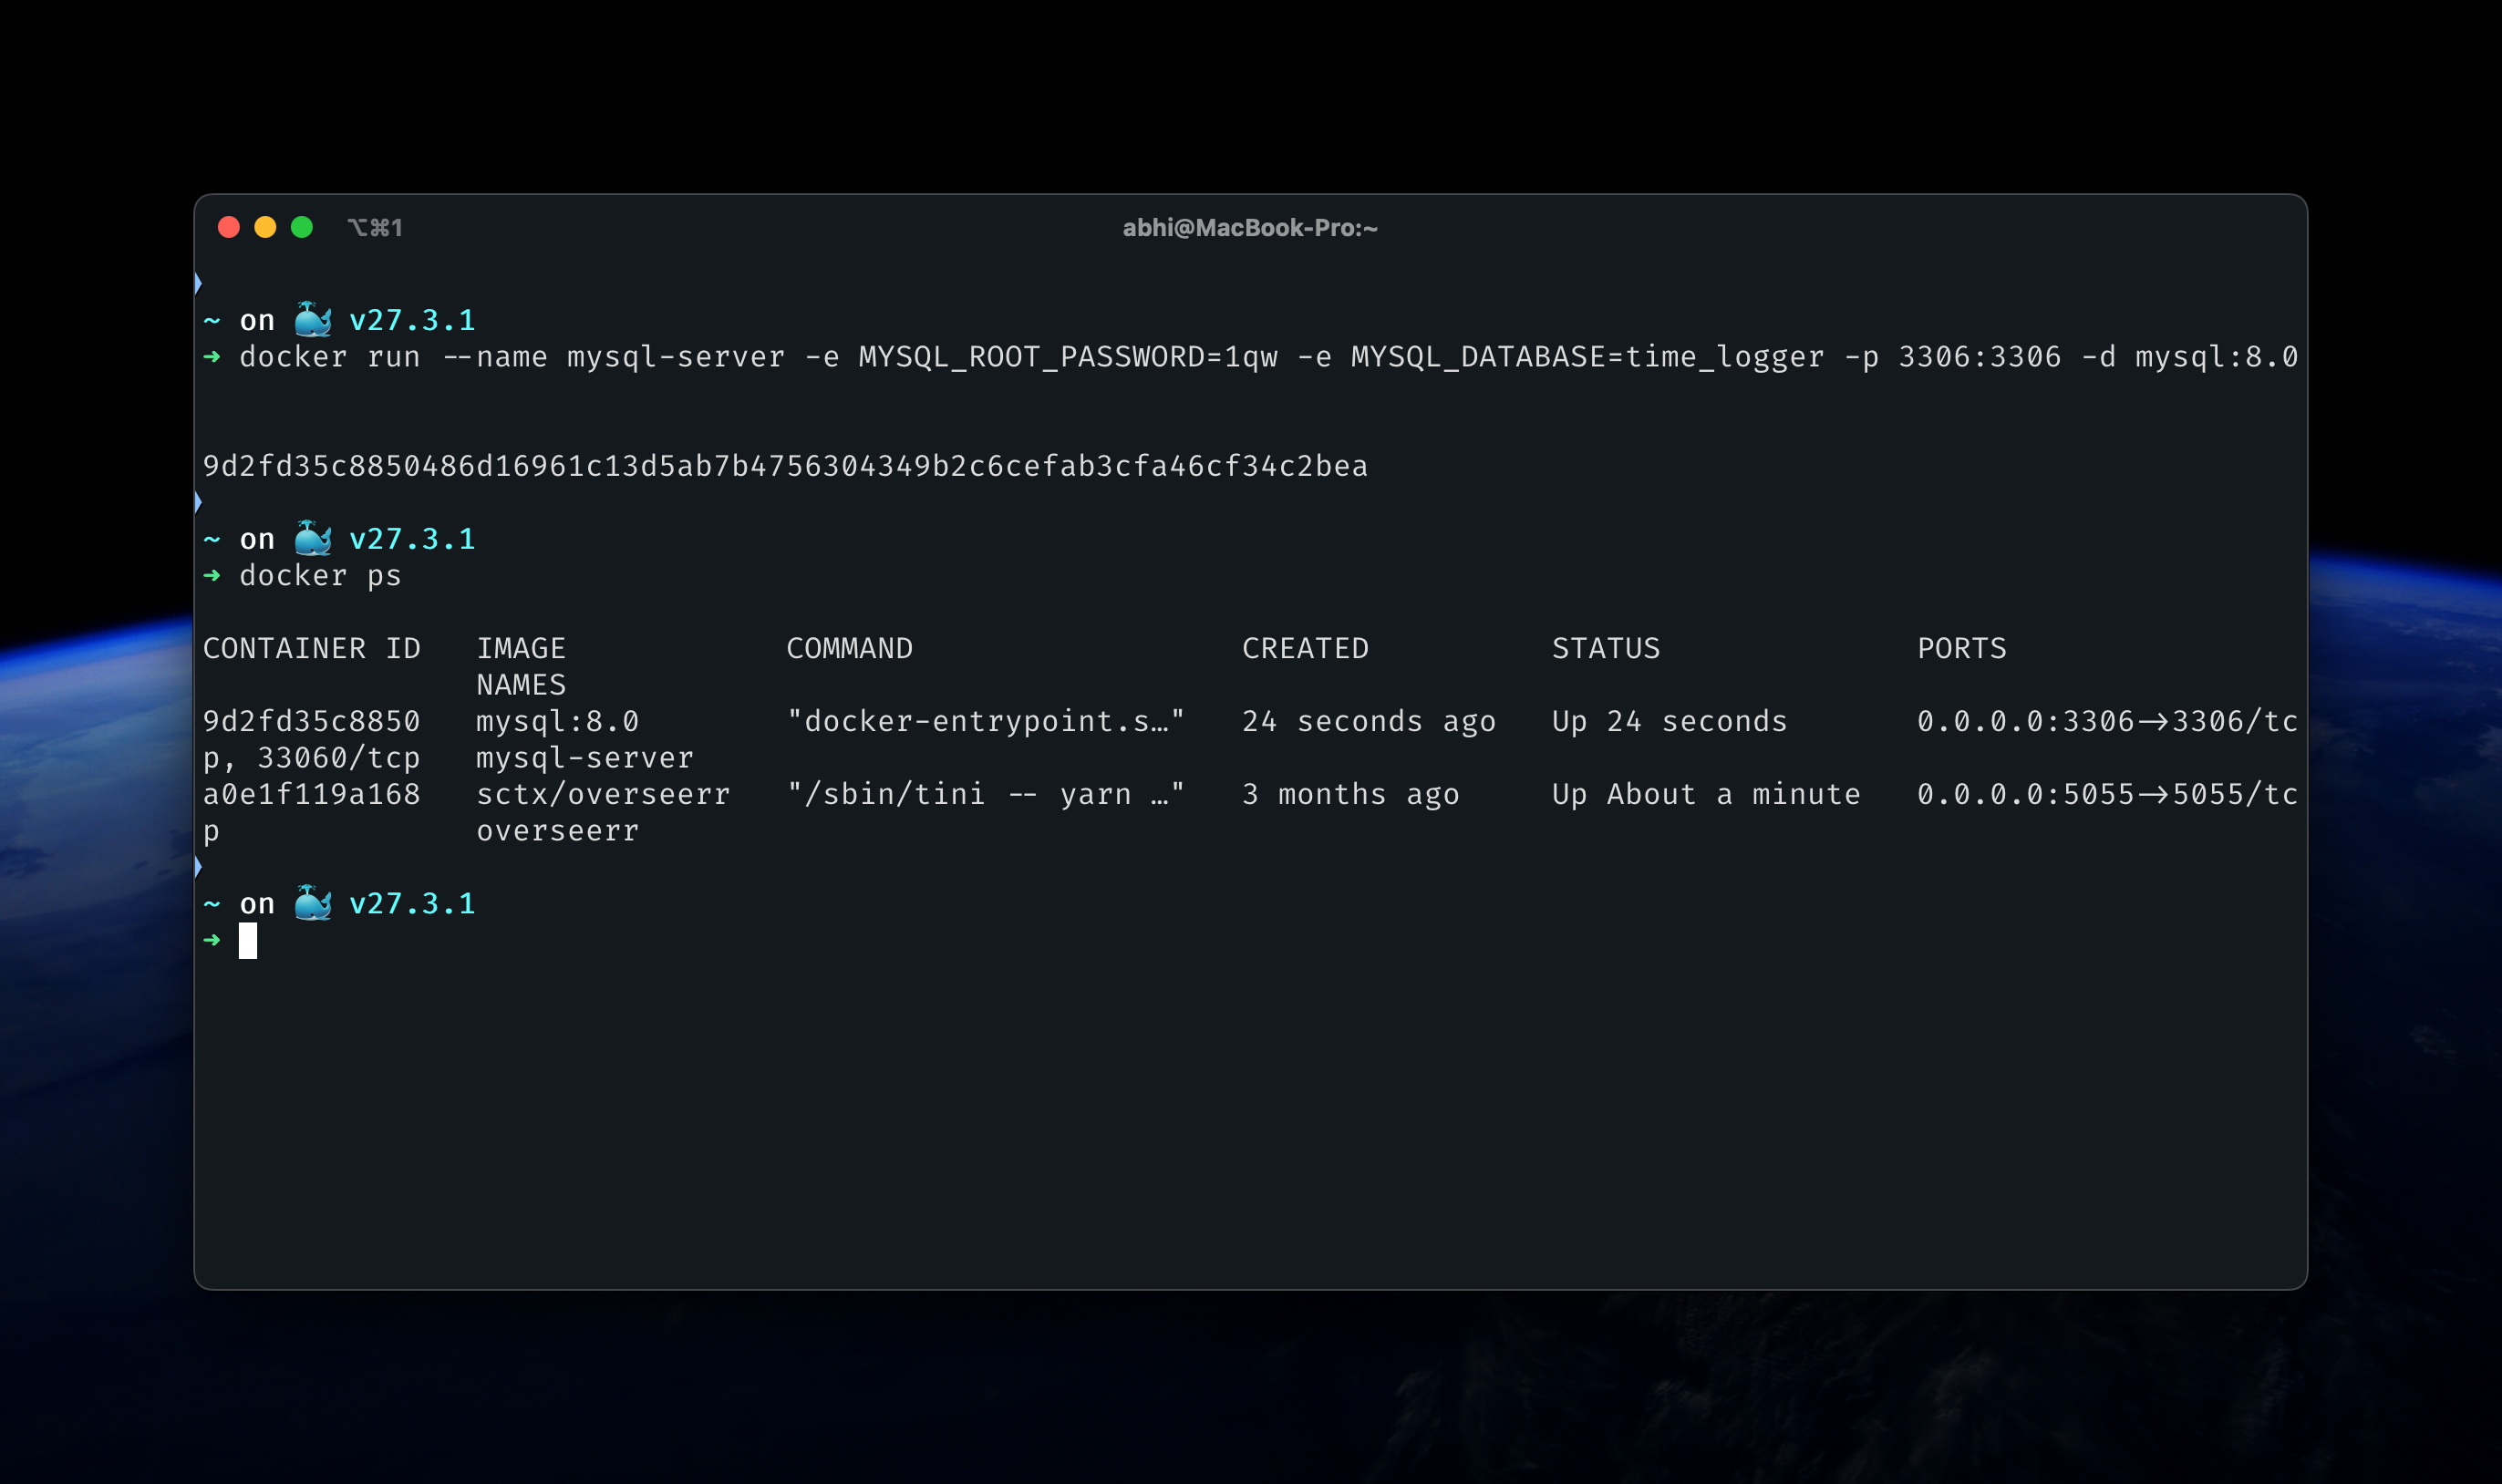 ⌥⌘1 abhi@MacBook-Pro:~
~ on 🐳 v27.3.1
➜ docker run --name mysql-server -e MYSQL_ROOT_PASSWORD=1qw -e MYSQL_DATABASE=time_logger -p 3306:3306 -d mysql:8.0
9d2fd35c8850486d16961c13d5ab7b4756304349b2c6cefab3cfa46cf34c2bea
~ on 🐳 v27.3.1
➜ docker ps
CONTAINER ID   IMAGE            COMMAND                  CREATED          STATUS              PORTS
               NAMES
9d2fd35c8850   mysql:8.0        "docker-entrypoint.s…"   24 seconds ago   Up 24 seconds       0.0.0.0:3306->3306/tc
p, 33060/tcp   mysql-server
a0e1f119a168   sctx/overseerr   "/sbin/tini -- yarn …"   3 months ago     Up About a minute   0.0.0.0:5055->5055/tc
p              overseerr
~ on 🐳 v27.3.1
➜